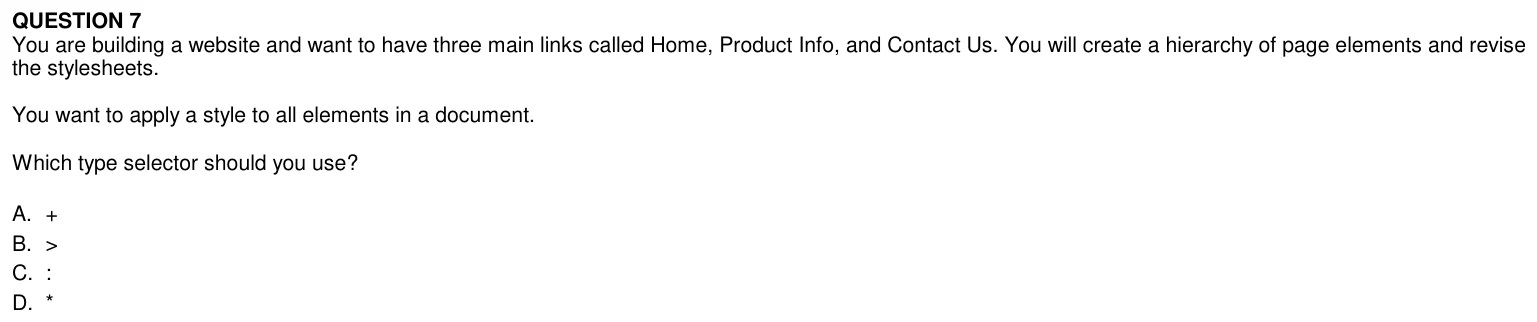 QUESTION 7
You are building a website and want to have three main links called Home, Product Info, and Contact Us. You will create a hierarchy of page elements and revise
the stylesheets.
You want to apply a style to all elements in a document.
Which type selector should you use?
A. +
B. >
C. :
D. *